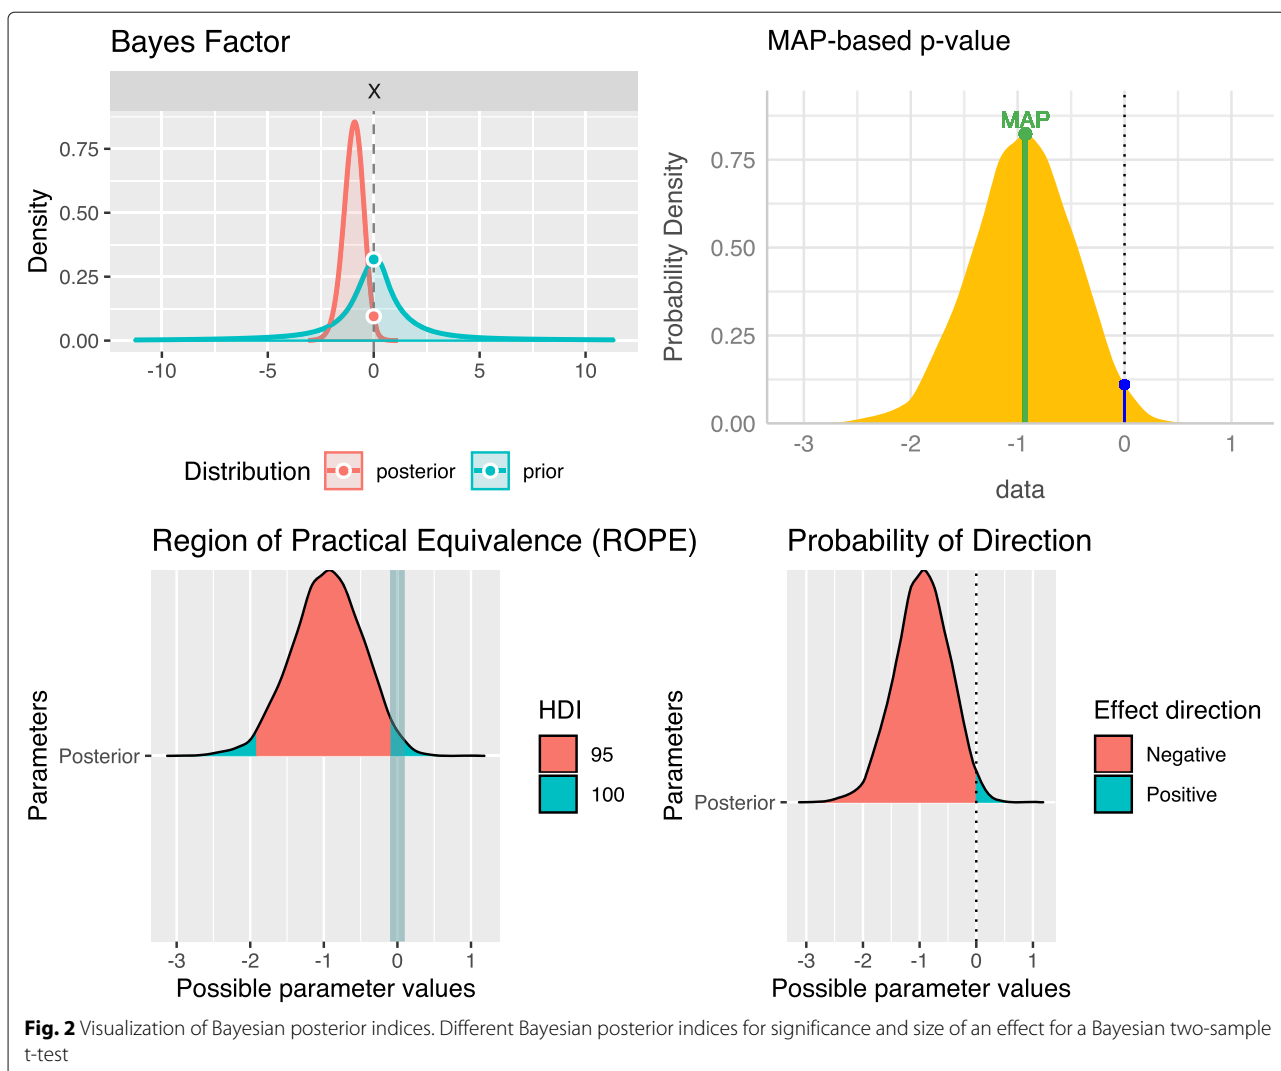 Bayes Factor
X
Density
0.75
0.50
0.25
0.00
-10
-5
0
5
10
Distribution
posterior
prior
MAP-based p-value
MAP
Probability Density
0.75
0.50
0.25
0.00
-3
-2
-1
0
1
data
Region of Practical Equivalence (ROPE)
Parameters
Posterior
-3
-2
-1
0
1
Possible parameter values
HDI
95
100
Probability of Direction
Parameters
Posterior
-3
-2
-1
0
1
Possible parameter values
Effect direction
Negative
Positive
Fig. 2 Visualization of Bayesian posterior indices. Different Bayesian posterior indices for significance and size of an effect for a Bayesian two-sample
t-test